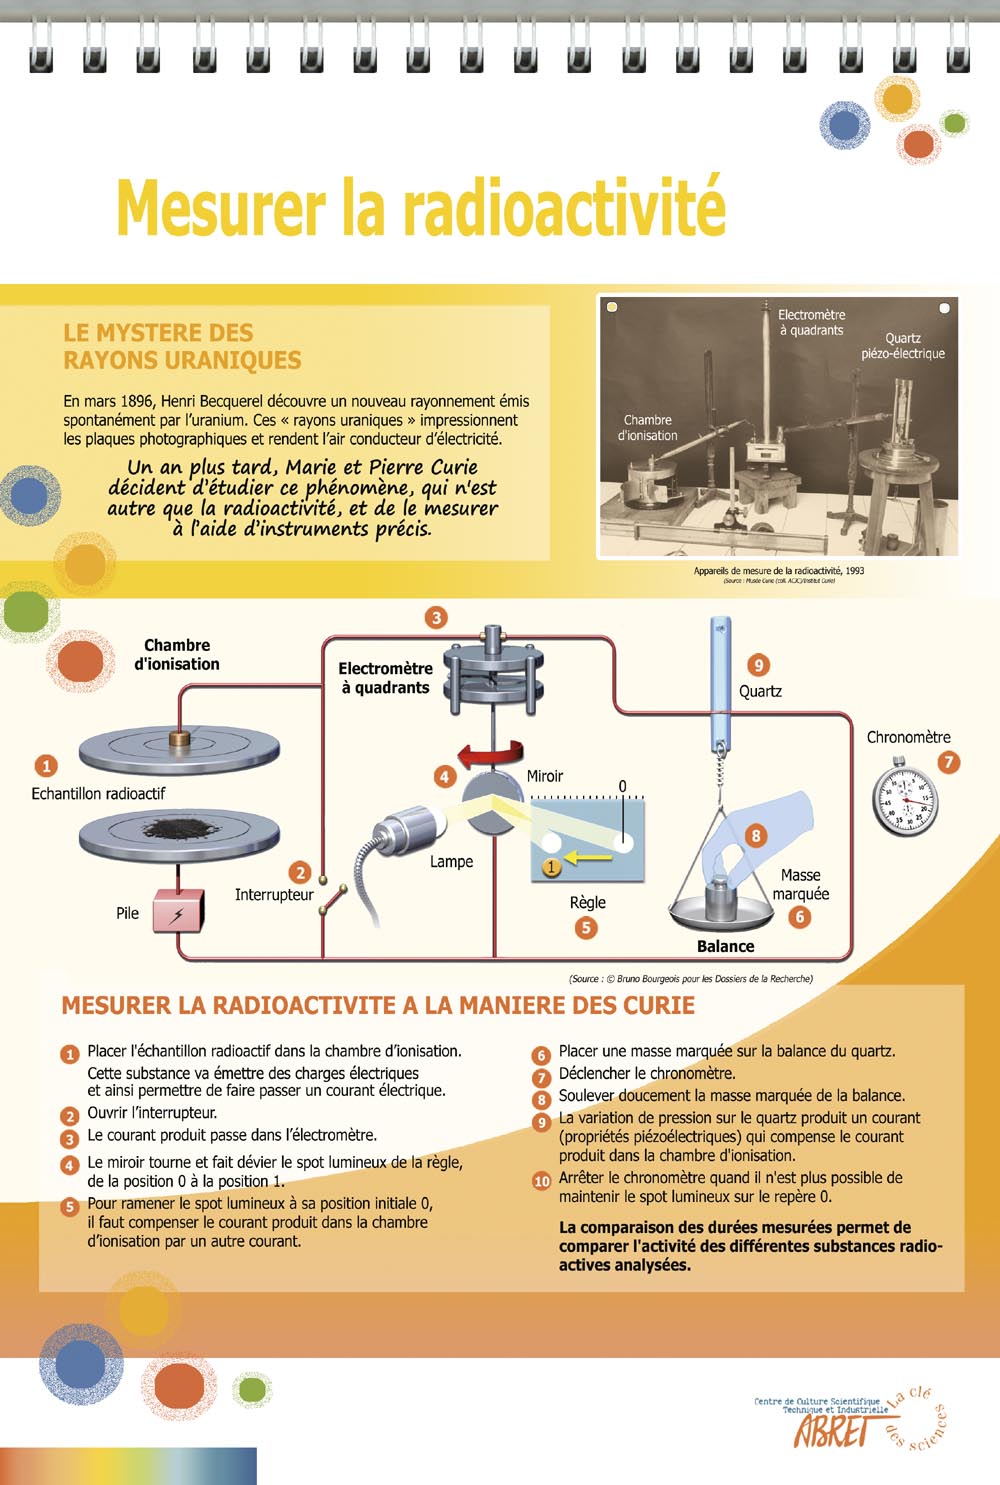 Mesurer la radioactivité
LE MYSTERE DES
RAYONS URANIQUES
En mars 1896, Henri Becquerel découvre un nouveau rayonnement émis
spontanément par l'uranium. Ces « rayons uraniques » impressionnent
les plaques photographiques et rendent l'air conducteur d'électricité.
Un an plus tard, Marie et Pierre Curie
décident d'étudier ce phénomène, qui n'est
autre que la radioactivité, et de le mesurer
à l'aide d'instruments précis.
Electromètre
à quadrants
Quartz
piézo-électrique
Chambre
d'ionisation
Appareils de mesure de la radioactivité, 1993
(Source : Musée Curie (coll. ACJC)/Institut Curie)
3
Chambre
d'ionisation
Electromètre
à quadrants
9
Quartz
Chronomètre
7
1
Echantillon radioactif
4
Miroir
0
Lampe
1
8
2
Interrupteur
Pile
Règle
5
Masse
marquée
6
Balance
(Source : © Bruno Bourgeois pour les Dossiers de la Recherche)
MESURER LA RADIOACTIVITE A LA MANIERE DES CURIE
1 Placer l'échantillon radioactif dans la chambre d'ionisation.
Cette substance va émettre des charges électriques
et ainsi permettre de faire passer un courant électrique.
2 Ouvrir l'interrupteur.
3 Le courant produit passe dans l'électromètre.
4 Le miroir tourne et fait dévier le spot lumineux de la règle,
de la position 0 à la position 1.
5 Pour ramener le spot lumineux à sa position initiale 0,
il faut compenser le courant produit dans la chambre
d'ionisation par un autre courant.
6 Placer une masse marquée sur la balance du quartz.
7 Déclencher le chronomètre.
8 Soulever doucement la masse marquée de la balance.
9 La variation de pression sur le quartz produit un courant
(propriétés piézoélectriques) qui compense le courant
produit dans la chambre d'ionisation.
10 Arrêter le chronomètre quand il n'est plus possible de
maintenir le spot lumineux sur le repère 0.
La comparaison des durées mesurées permet de
comparer l'activité des différentes substances radio-
actives analysées.
Centre de Culture Scientifique
Technique et Industrielle
ABRET
La clé
des sciences